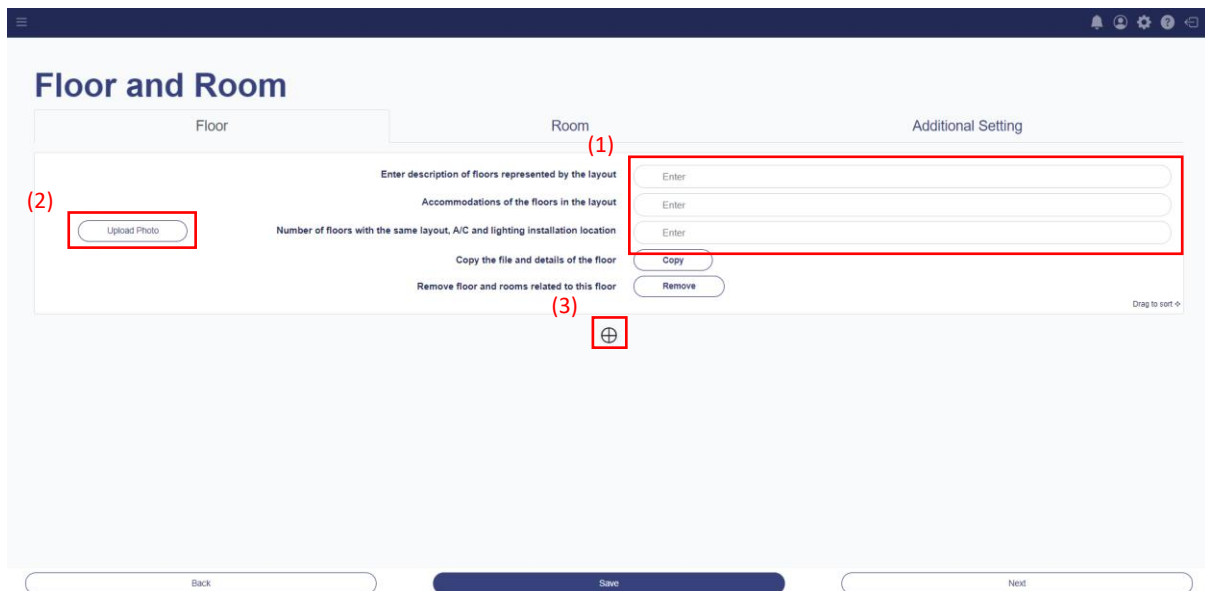 Floor and Room
Floor Room Additional Setting
(1)
Enter description of floors represented by the layout Enter
(2)
Accommodations of the floors in the layout Enter
Upload Photo Number of floors with the same layout, A/C and lighting installation location Enter
Copy the file and details of the floor Copy
Remove floor and rooms related to this floor Remove
(3)
Drag to sort
Back Save Next